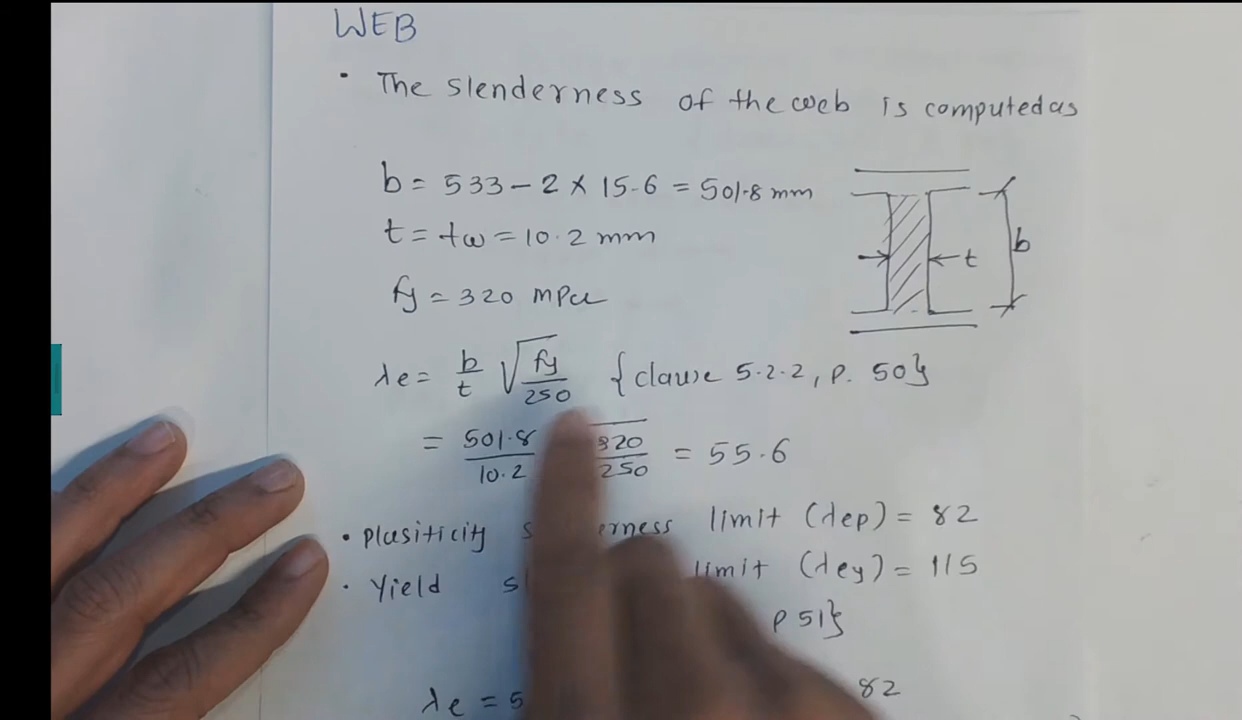 WEB
• The slenderness of the web is computed as
b = 533 - 2 × 15.6 = 501.8 mm
t = tw = 10.2 mm
fy = 320 MPa
b
t
λe = b/t √fy/250 {clause 5.2.2, P. 50}
= 501.8/10.2 320/250 = 55.6
• Plasiticity limit (λep) = 82
• Yield limit (λey) = 115
P 51}
λe = 5 82